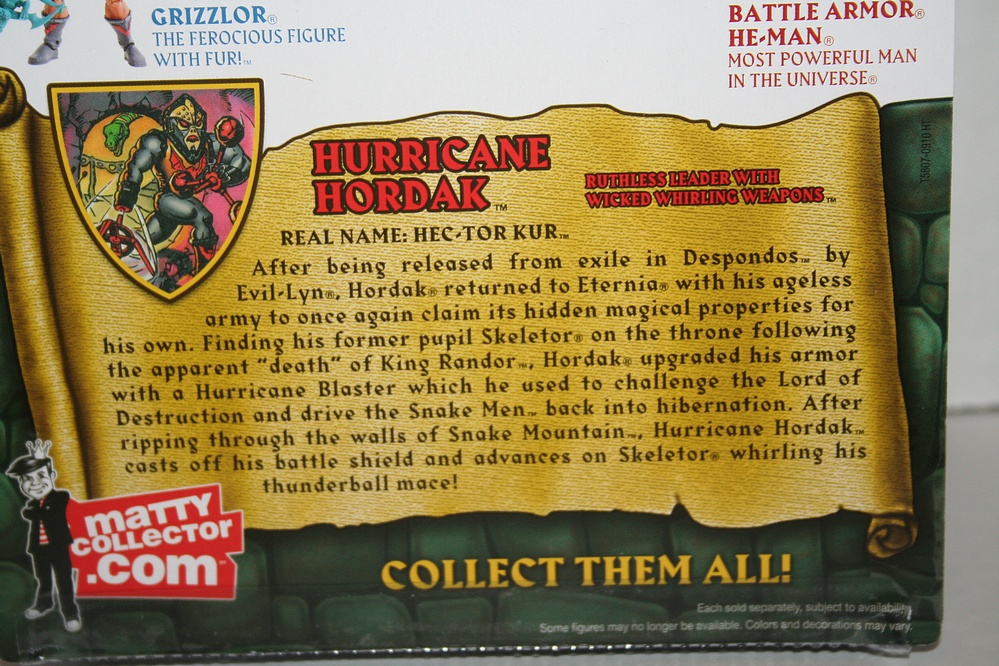 GRIZZLOR®
THE FEROCIOUS FIGURE
WITH FUR!™
BATTLE ARMOR®
HE-MAN®
MOST POWERFUL MAN
IN THE UNIVERSE®
HURRICANE
HORDAK™
RUTHLESS LEADER WITH
WICKED WHIRLING WEAPONS™
REAL NAME: HEC-TOR KUR™
After being released from exile in Despondos™ by
Evil-Lyn®, Hordak® returned to Eternia® with his ageless
army to once again claim its hidden magical properties for
his own. Finding his former pupil Skeletor® on the throne following
the apparent "death" of King Randor™, Hordak® upgraded his armor
with a Hurricane Blaster which he used to challenge the Lord of
Destruction and drive the Snake Men™ back into hibernation. After
ripping through the walls of Snake Mountain™, Hurricane Hordak™
casts off his battle shield and advances on Skeletor® whirling his
thunderball mace!
T5807-0910 HT
maTTY
COLLECTOR
.com™
COLLECT THEM ALL!
Each sold separately, subject to availability.
Some figures may no longer be available. Colors and decorations may vary.